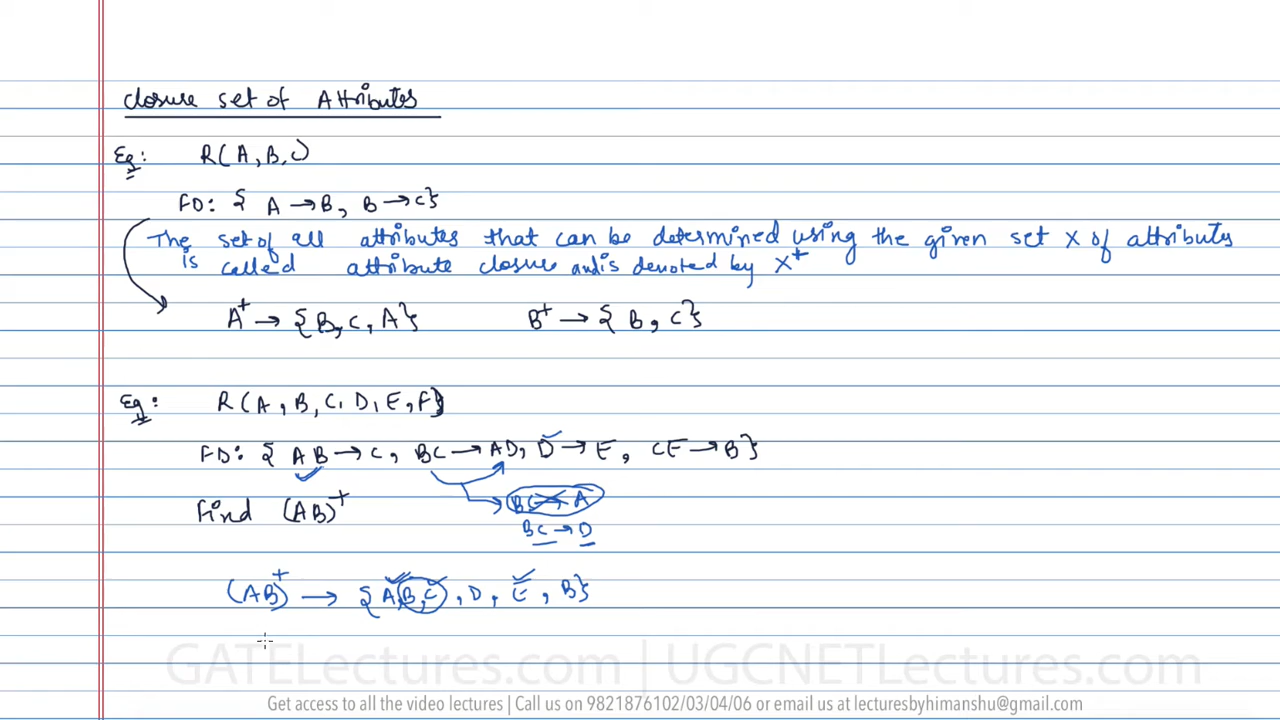 closure set of Attributes
Eg: R(A, B, C)
FD: { A → B, B → C}
The set of all attributes that can be determined using the given set X of attributes
is called attribute closure and is denoted by X⁺
A⁺ → {B, C, A} B⁺ → { B, C}
Eg: R(A, B, C, D, E, F)
FD: { AB → C, BC → AD, D → E, CE → B}
BC → A
Find (AB)⁺
BC → D
(AB)⁺ → {A, B, C, D, E, B}
GATELectures.com | UGCNETLectures.com
Get access to all the video lectures | Call us on 9821876102/03/04/06 or email us at lecturesbyhimanshu@gmail.com